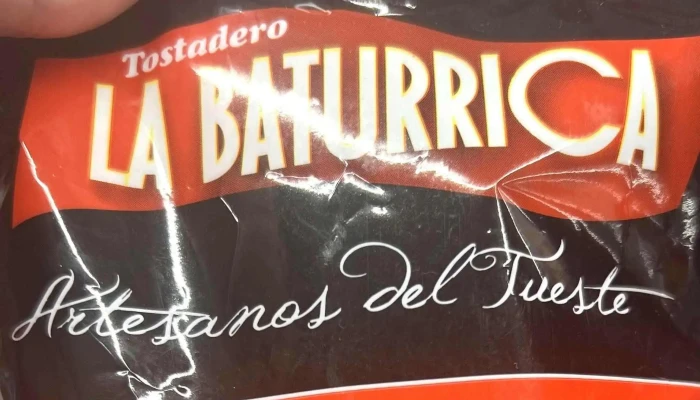 Tostadero
LA BATURRICA
Artesanos del Tueste